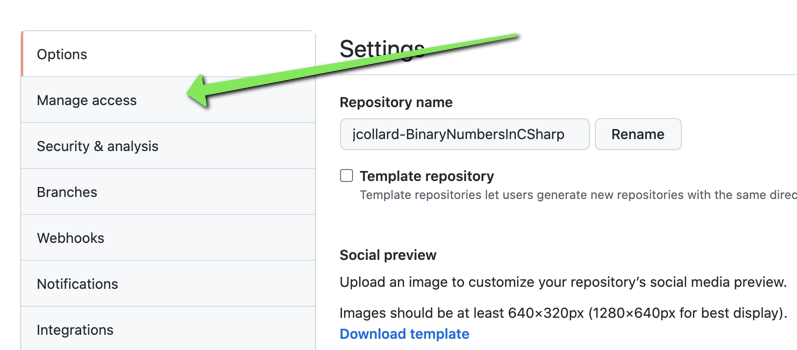 Options
Manage access
Security & analysis
Branches
Webhooks
Notifications
Integrations
Settings
Repository name
jcollard-BinaryNumbersInCSharp
Rename
Template repository
Template repositories let users generate new repositories with the same direc
Social preview
Upload an image to customize your repository’s social media preview.
Images should be at least 640×320px (1280×640px for best display).
Download template